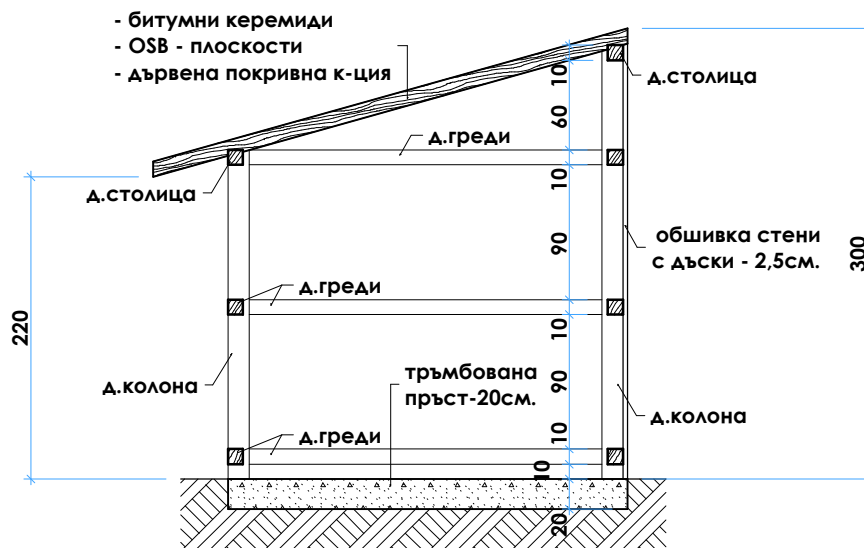 - битумни керемиди
- OSB - плоскости
- дървена покривна к-ция
д.столица
д.греди
д.столица
10
60
10
90
10
90
10
10
20
обшивка стени
с дъски - 2,5см.
300
220
д.греди
д.колона
тръмбована
пръст-20см.
д.колона
д.греди